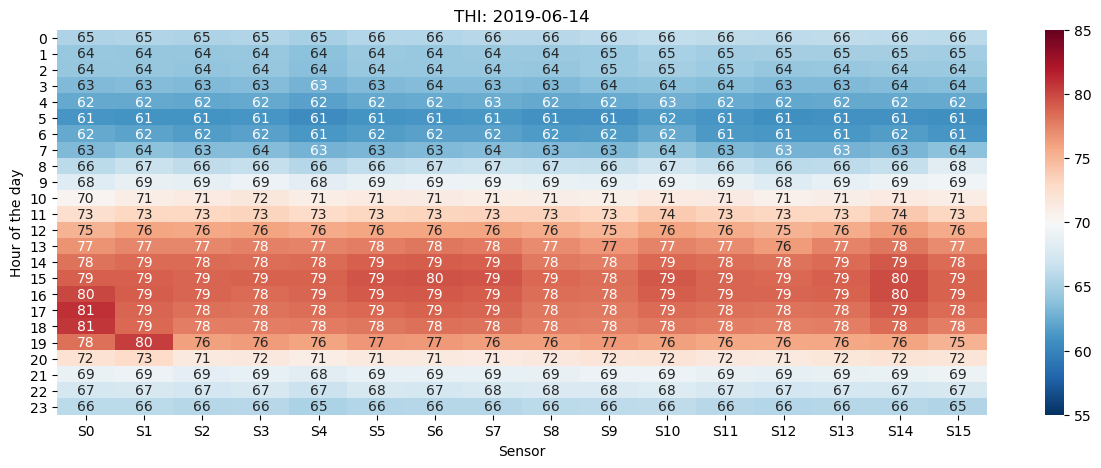 THI: 2019-06-14
0 65 65 65 65 65 66 66 66 66 66 66 66 66 66 66 66
1 64 64 64 64 64 64 64 64 64 65 65 65 65 65 65 65
2 64 64 64 64 64 64 64 64 64 65 65 65 64 64 64 64
3 63 63 63 63 63 63 64 63 63 64 64 64 63 63 64 64
4 62 62 62 62 62 62 62 63 62 62 63 62 62 62 62 62
5 61 61 61 61 61 61 61 61 61 61 62 61 61 61 61 61
6 62 62 62 62 61 62 62 62 62 62 62 61 61 61 62 61
7 63 64 63 64 63 63 63 64 63 63 64 63 63 63 63 64
8 66 67 66 66 66 66 67 67 67 66 67 66 66 66 66 68
9 68 69 69 69 68 69 69 69 69 69 69 69 68 69 69 69
10 70 71 71 72 71 71 71 71 71 71 71 71 71 71 71 71
11 73 73 73 73 73 73 73 73 73 73 74 73 73 73 74 73
12 75 76 76 76 76 76 76 76 76 75 76 76 75 76 76 76
13 77 77 77 78 77 78 78 78 77 77 77 77 76 77 78 77
14 78 78 78 78 78 79 79 79 78 78 79 78 78 78 79 78
15 79 79 79 79 79 79 80 79 79 78 79 79 79 79 80 79
16 80 79 79 78 79 79 79 79 78 78 79 79 79 79 80 79
17 81 79 78 78 78 79 79 79 78 78 79 78 78 78 79 78
18 81 79 78 78 78 78 78 78 78 78 78 78 78 78 78 78
19 78 80 76 76 76 77 77 76 76 77 76 76 76 76 76 75
20 72 73 71 72 71 71 71 71 72 72 72 72 71 72 72 72
21 69 69 69 69 68 69 69 69 69 69 69 69 69 69 69 69
22 67 67 67 67 67 68 67 68 68 68 68 67 67 67 67 67
23 66 66 66 66 65 66 66 66 66 66 66 66 66 66 66 65
S0 S1 S2 S3 S4 S5 S6 S7 S8 S9 S10 S11 S12 S13 S14 S15
Sensor
Hour of the day
85
80
75
70
65
60
55